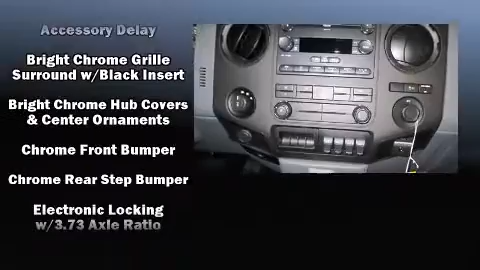 Accessory Delay
Bright Chrome Grille
Surround w/Black Insert
Bright Chrome Hub Covers
& Center Ornaments
Chrome Front Bumper
Chrome Rear Step Bumper
Electronic Locking
w/3.73 Axle Ratio